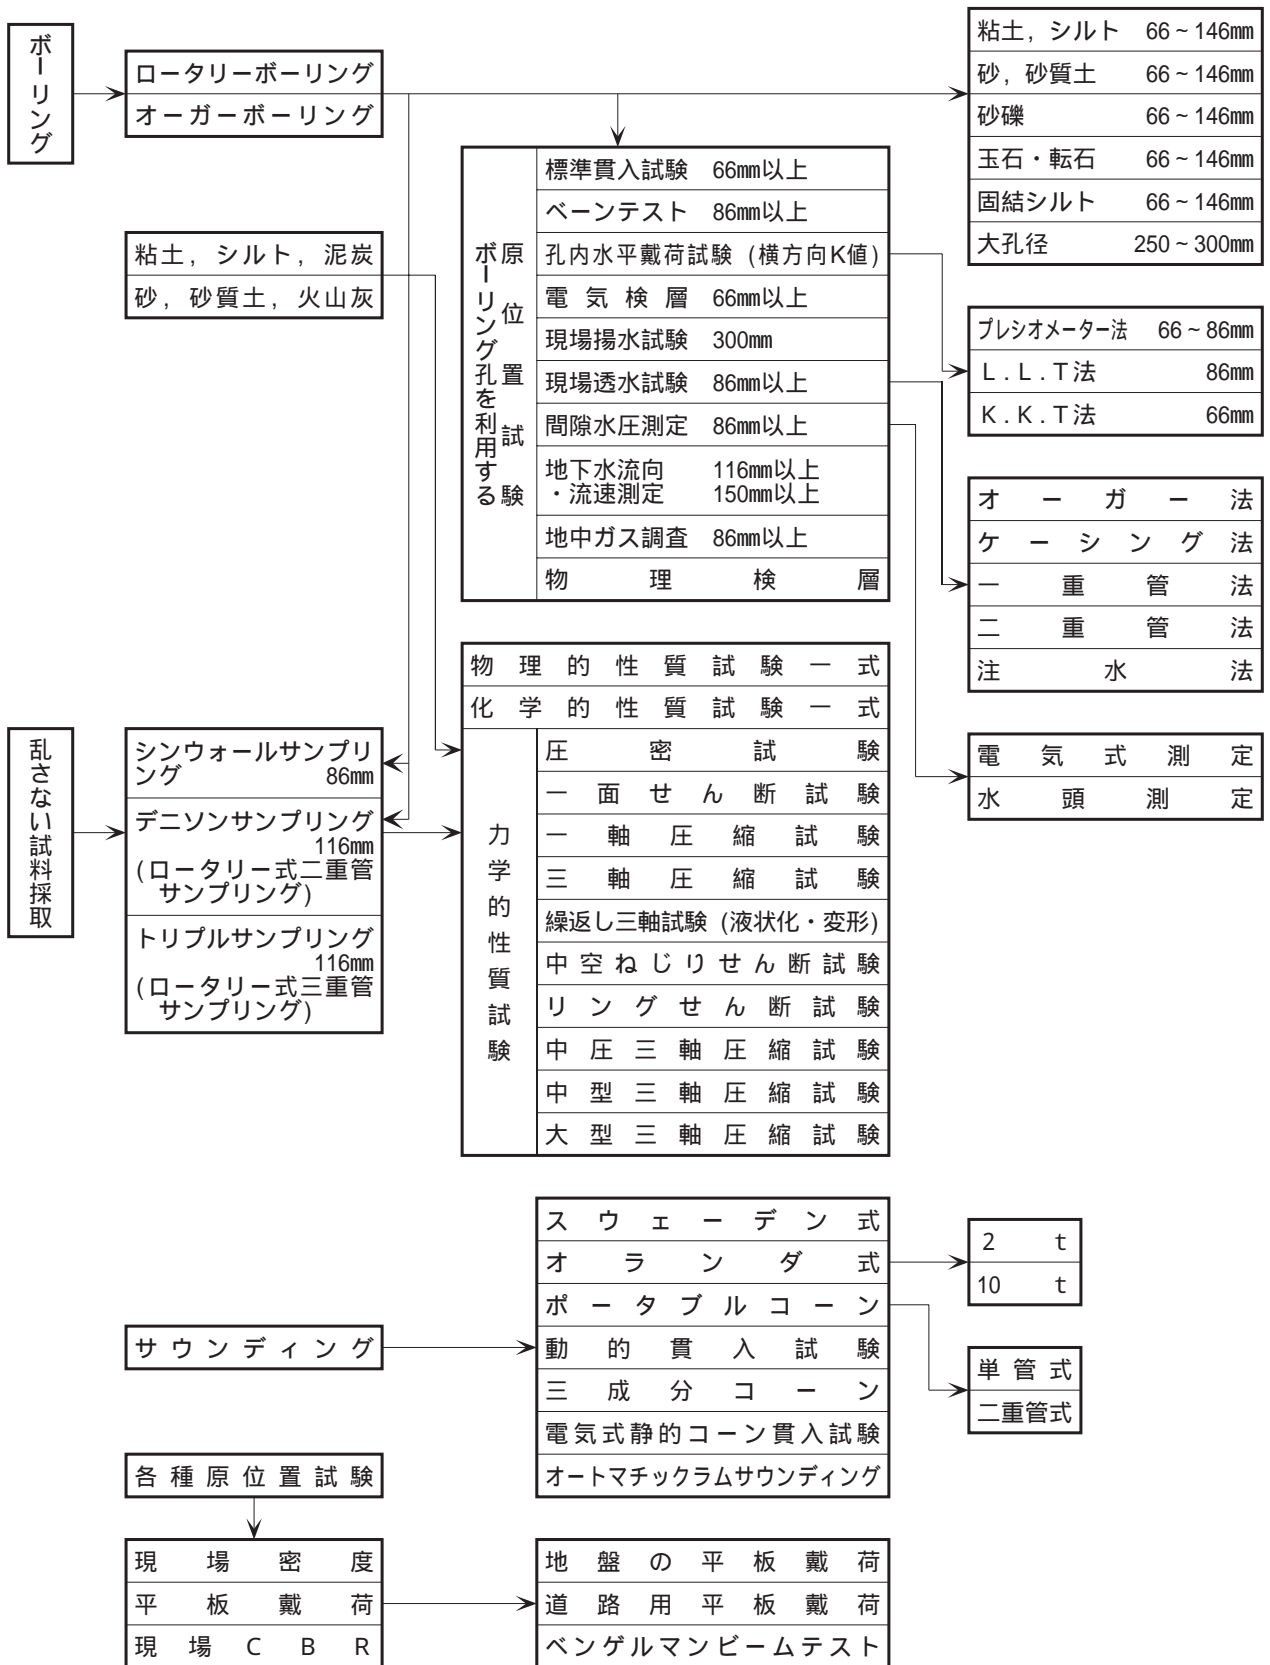 ボーリング
ロータリーボーリング
オーガーボーリング
粘土，シルト 66～146㎜
砂，砂質土 66～146㎜
砂礫 66～146㎜
玉石・転石 66～146㎜
固結シルト 66～146㎜
大孔径 250～300㎜
粘土，シルト，泥炭
砂，砂質土，火山灰
ボーリング孔を利用する
原位置試験
標準貫入試験 66㎜以上
ベーンテスト 86㎜以上
孔内水平戴荷試験 (横方向K値)
電気検層 66㎜以上
現場揚水試験 300㎜
現場透水試験 86㎜以上
間隙水圧測定 86㎜以上
地下水流向 116㎜以上
・流速測定 150㎜以上
地中ガス調査 86㎜以上
物理検層
プレシオメーター法 66～86㎜
L．L．T法 86㎜
K．K．T法 66㎜
オーガー法
ケーシング法
一重管法
二重管法
注水法
電気式測定
水頭測定
乱さない試料採取
シンウォールサンプリ
ング 86㎜
デニソンサンプリング
116㎜
(ロータリー式二重管
サンプリング)
トリプルサンプリング
116㎜
(ロータリー式三重管
サンプリング)
物理的性質試験一式
化学的性質試験一式
力学的性質試験
圧密試験
一面せん断試験
一軸圧縮試験
三軸圧縮試験
繰返し三軸試験 (液状化・変形)
中空ねじりせん断試験
リングせん断試験
中圧三軸圧縮試験
中型三軸圧縮試験
大型三軸圧縮試験
サウンディング
スウェーデン式
オランダ式
ポータブルコーン
動的貫入試験
三成分コーン
電気式静的コーン貫入試験
オートマチックラムサウンディング
2 t
10 t
単管式
二重管式
各種原位置試験
現場密度
平板戴荷
現場CBR
地盤の平板戴荷
道路用平板戴荷
ベンゲルマンビームテスト